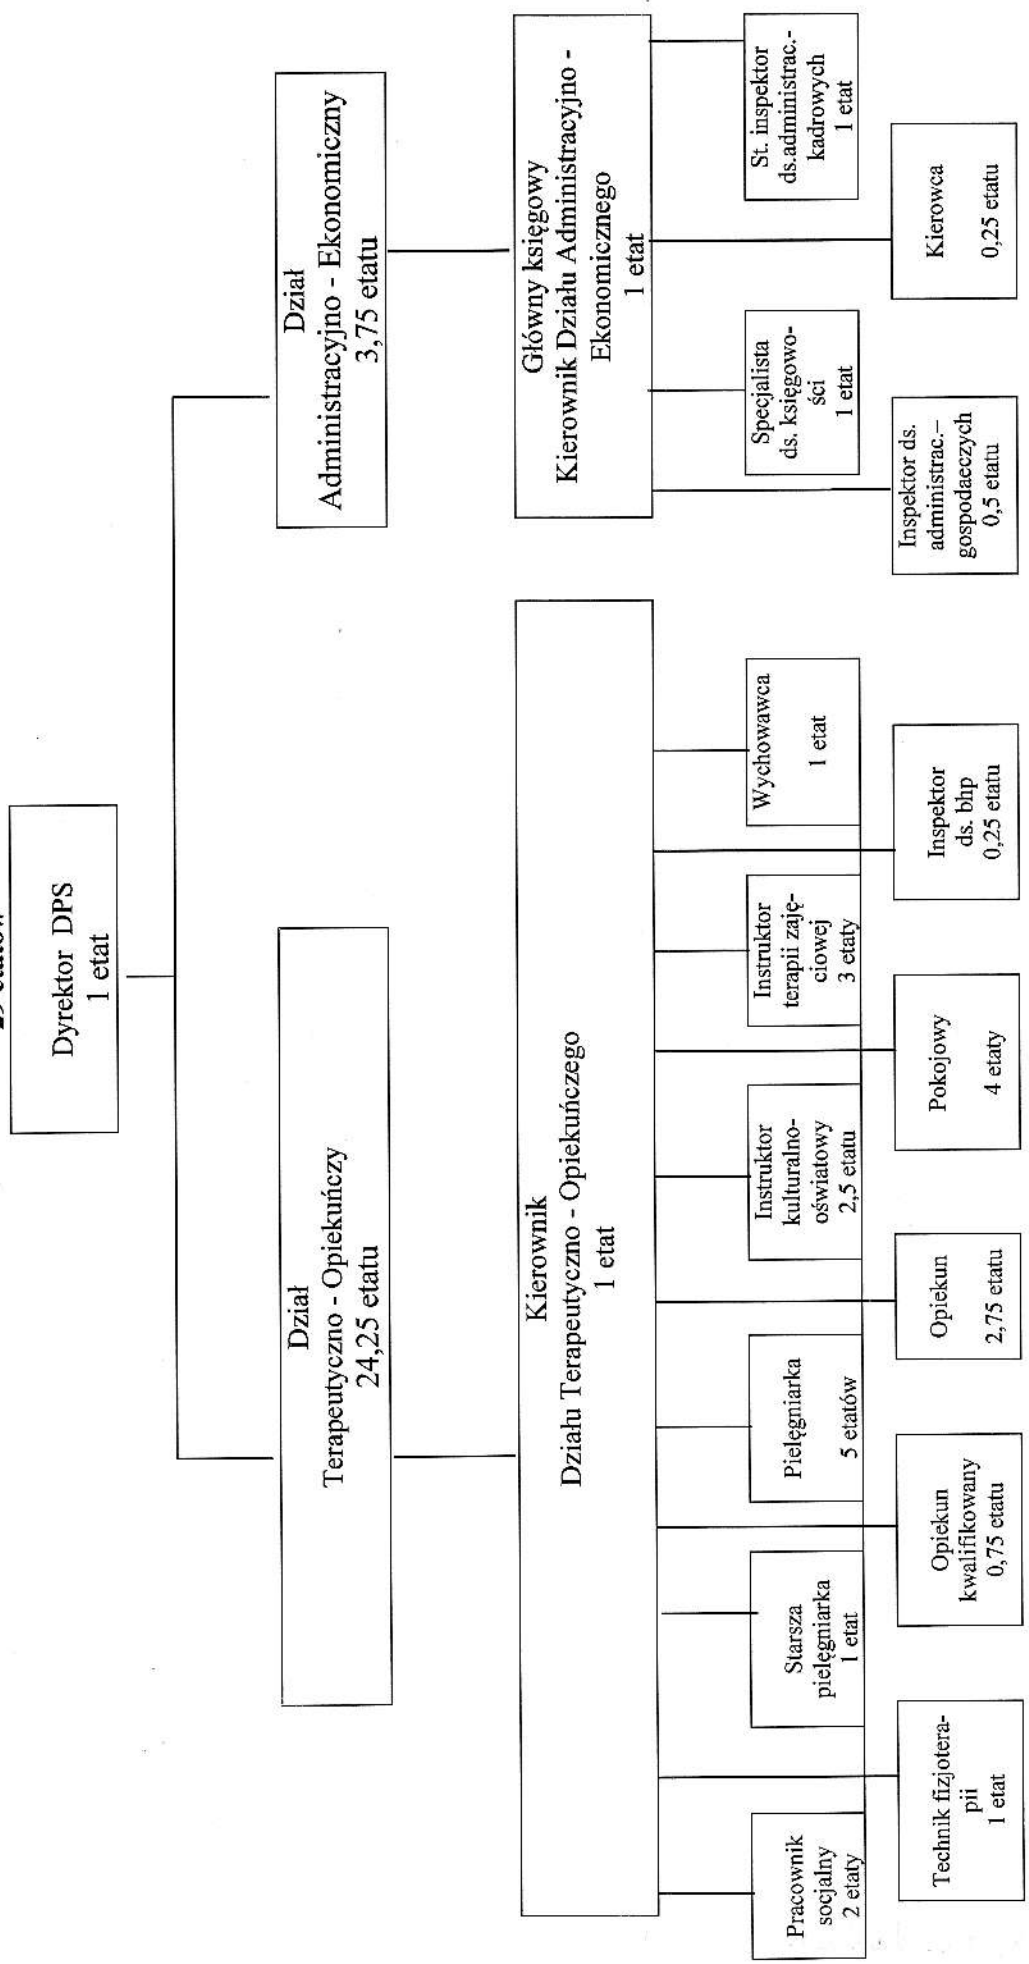 Dyrektor DPS
1 etat
Dział
Terapeutyczno - Opiekuńczy
24,25 etatu
Dział
Administracyjno - Ekonomiczny
3,75 etatu
Kierownik
Działu Terapeutyczno - Opiekuńczego
1 etat
Główny księgowy
Kierownik Działu Administracyjno -
Ekonomicznego
1 etat
Pracownik
socjalny
2 etaty
Starsza
pielęgniarka
1 etat
Pielęgniarka
5 etatów
Instruktor
kulturalno-
oświatowy
2,5 etatu
Instruktor
terapii zaję-
ciowej
3 etaty
Wychowawca
1 etat
Specjalista
ds. księgowo-
ści
1 etat
St. inspektor
ds.administrac.-
kadrowych
1 etat
Technik fizjotera-
pii
1 etat
Opiekun
kwalifikowany
0,75 etatu
Opiekun
2,75 etatu
Pokojowy
4 etaty
Inspektor
ds. bhp
0,25 etatu
Inspektor ds.
administrac.–
gospodaeczych
0,5 etatu
Kierowca
0,25 etatu